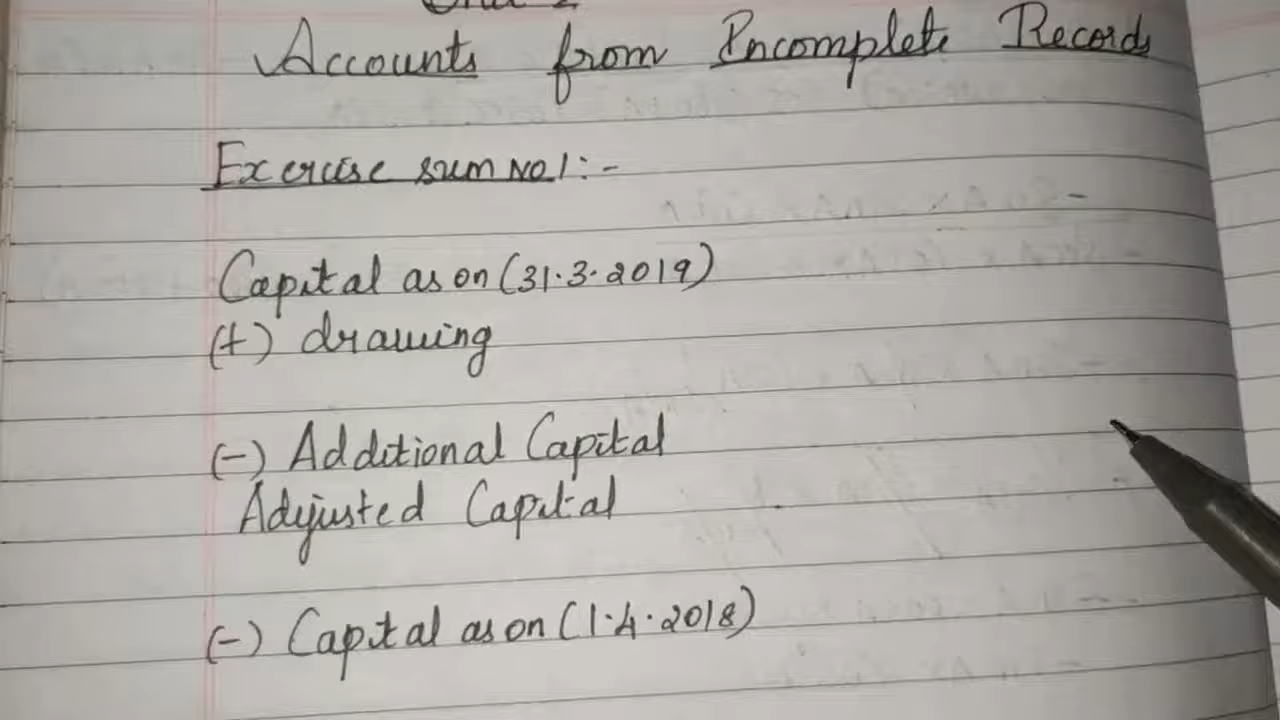 Accounts from Incomplete Records
Exercise sum No 1:-
Capital as on (31.3.2019)
(+) drawing
(-) Additional Capital
Adjusted Capital
(-) Capital as on (1.4.2018)